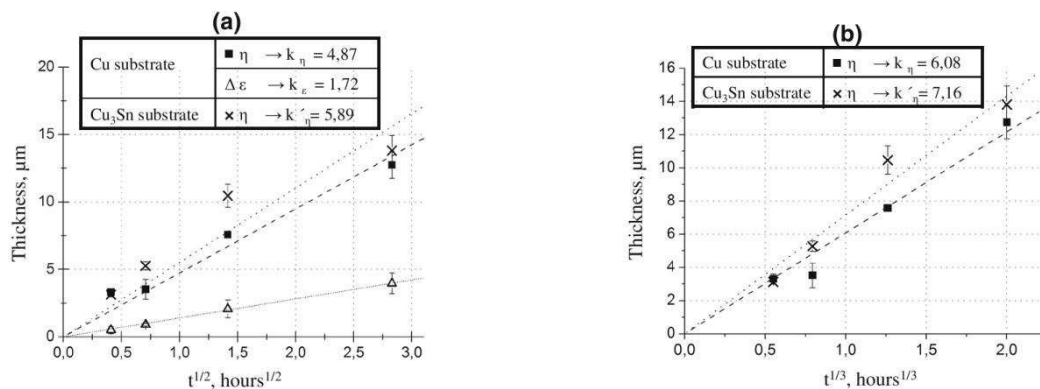 (a)
Cu substrate ■ η → k η = 4,87
Δ ε → k ε = 1,72
Cu3Sn substrate × η → k´η = 5,89
Thickness, μm
20
15
10
5
0
0,0 0,5 1,0 1,5 2,0 2,5 3,0
t1/2, hours1/2
(b)
Cu substrate ■ η → kη = 6,08
Cu3Sn substrate × η → k´η = 7,16
Thickness, μm
16
14
12
10
8
6
4
2
0
0,0 0,5 1,0 1,5 2,0
t1/3, hours1/3